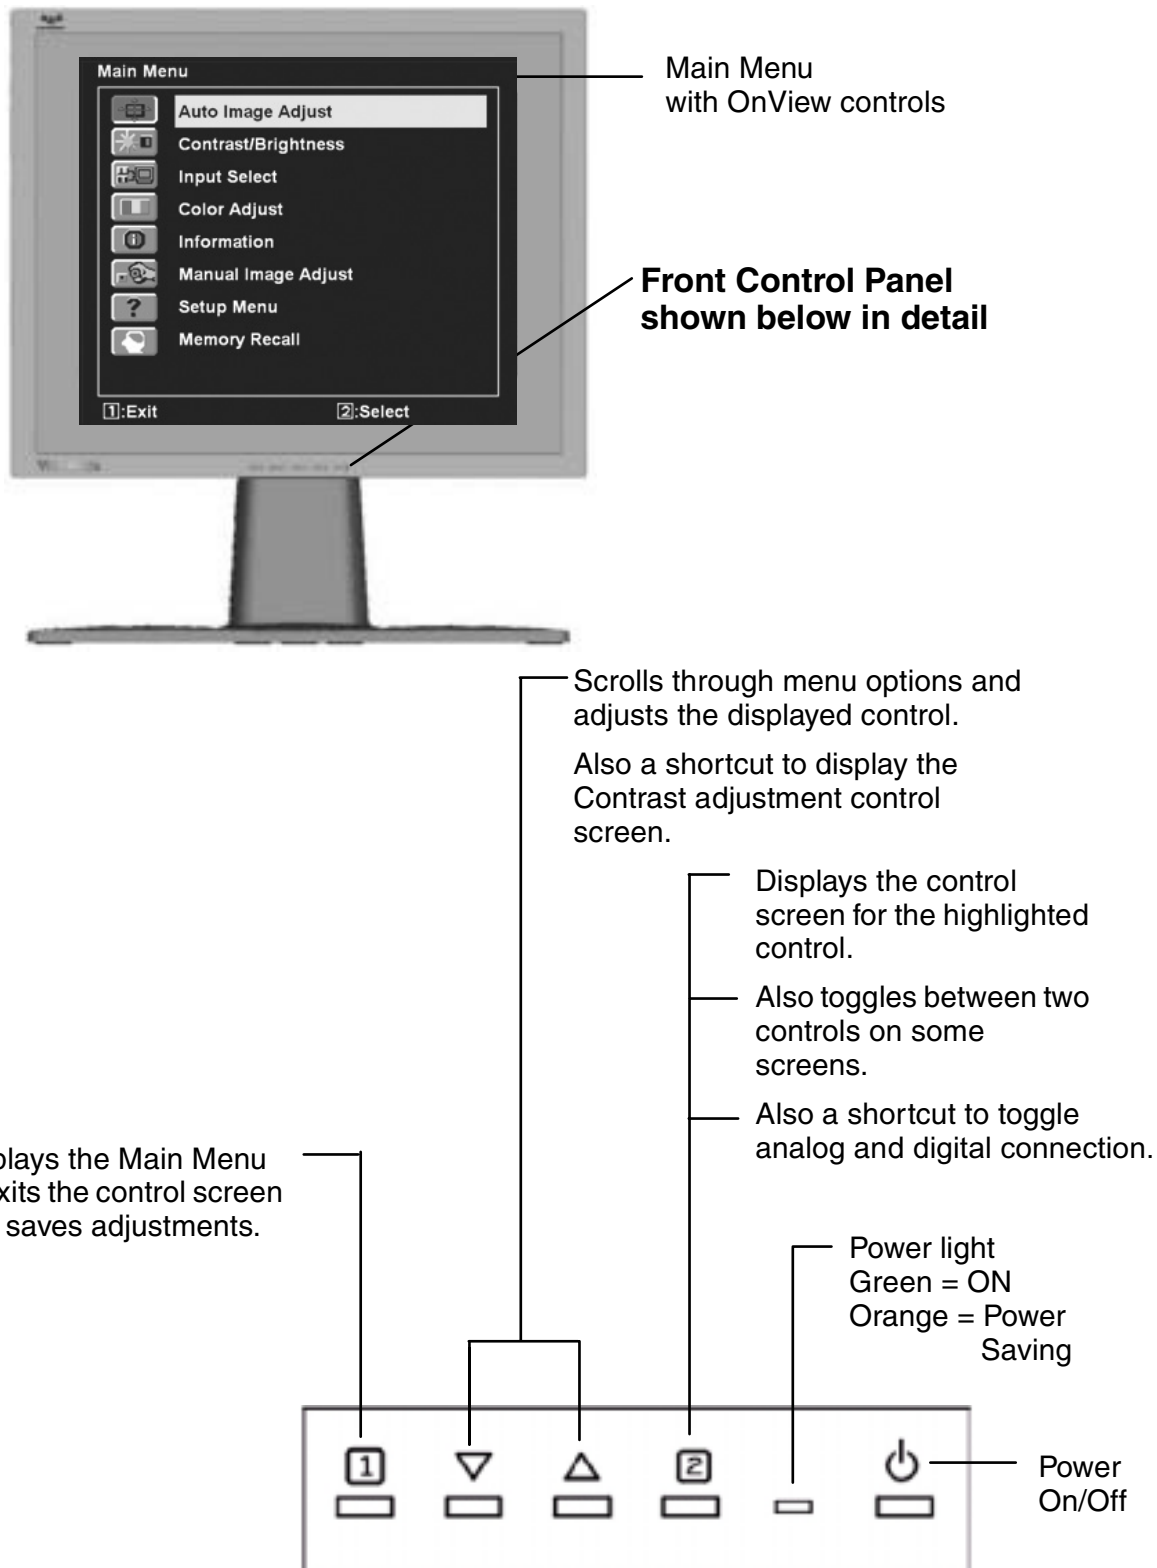 Main Menu
Auto Image Adjust
Contrast/Brightness
Input Select
Color Adjust
Information
Manual Image Adjust
Setup Menu
Memory Recall
1:Exit 2:Select
Main Menu
with OnView controls
Front Control Panel
shown below in detail
Scrolls through menu options and
adjusts the displayed control.
Also a shortcut to display the
Contrast adjustment control
screen.
Displays the control
screen for the highlighted
control.
Also toggles between two
controls on some
screens.
Also a shortcut to toggle
analog and digital connection.
plays the Main Menu
xits the control screen
saves adjustments.
Power light
Green = ON
Orange = Power
Saving
1 2
Power
On/Off